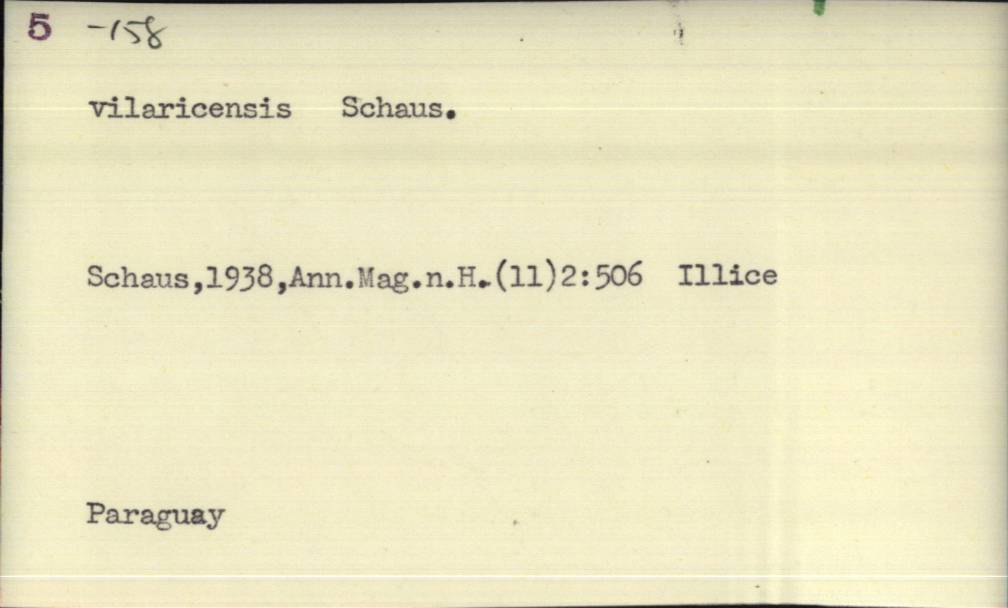 5 -158
vilaricensis Schaus.
Schaus,1938,Ann.Mag.n.H.(11)2:506 Illice
Paraguay